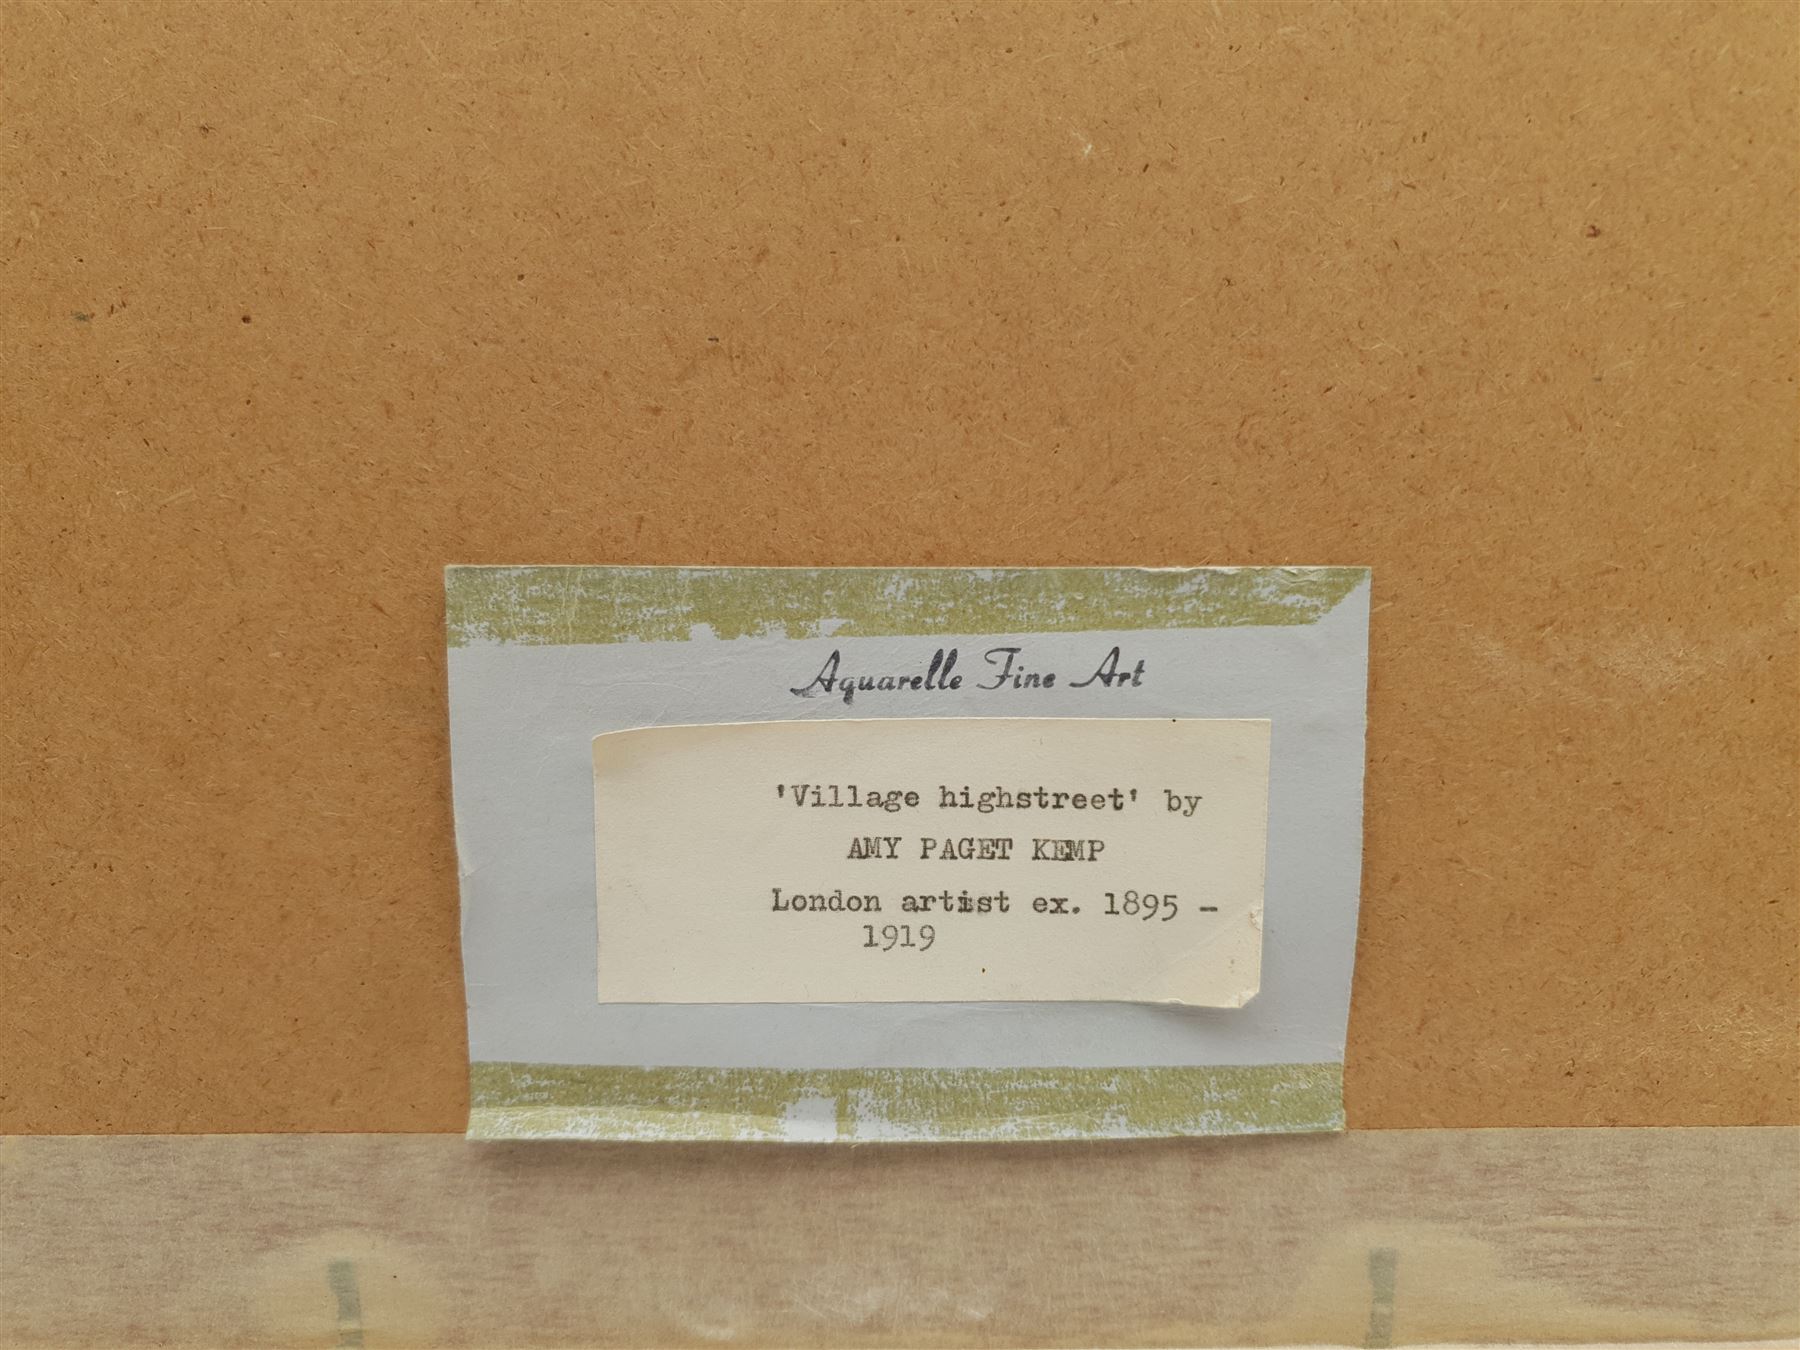 Aquarelle Fine Art
'Village highstreet' by
AMY PAGET KEMP
London artist ex. 1895 -
1919